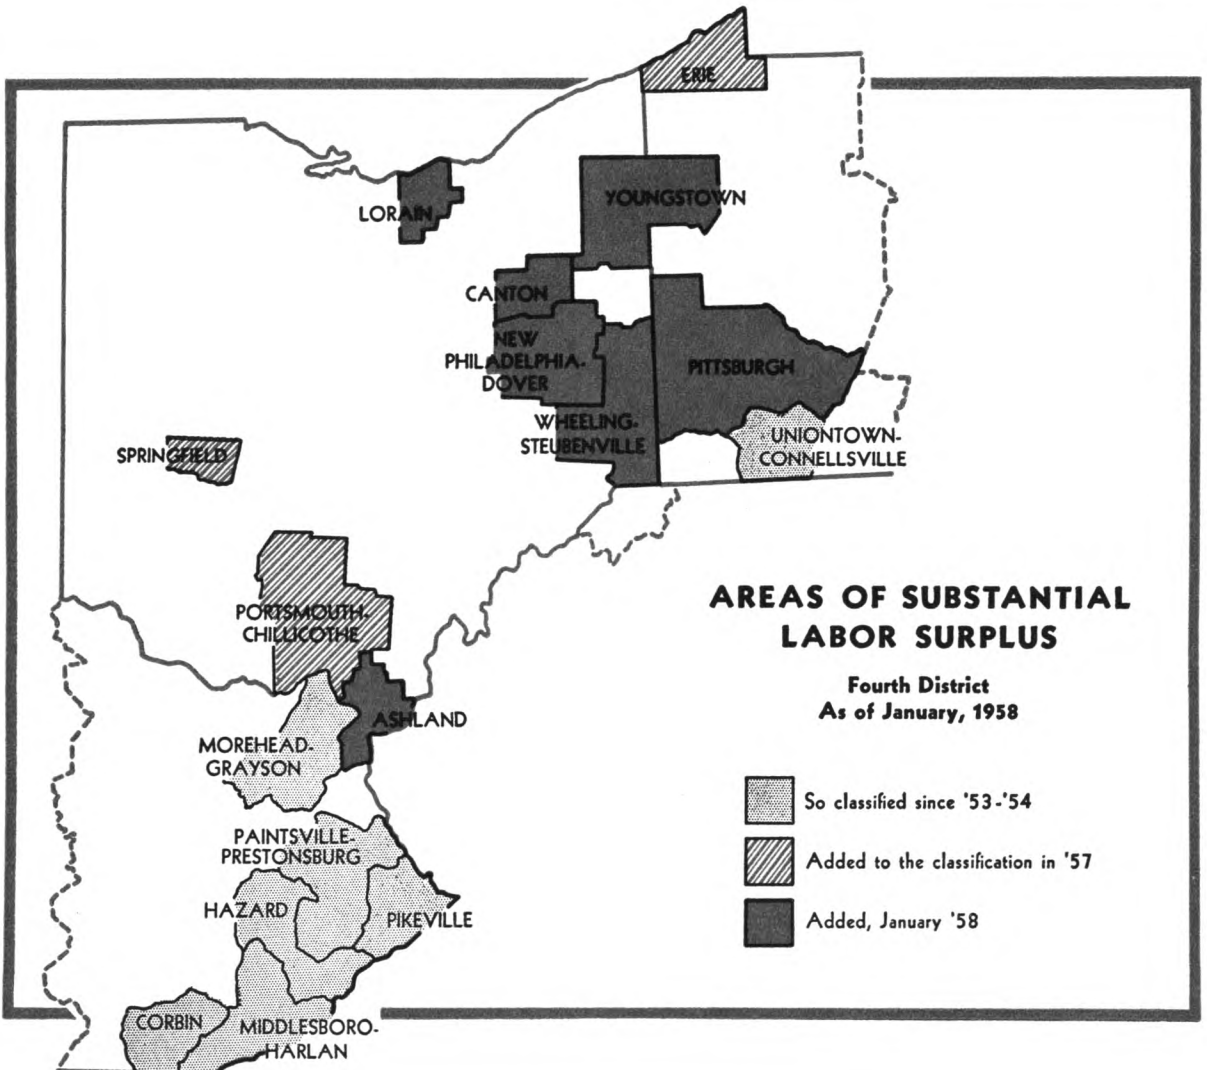 ERIE
YOUNGSTOWN
LORAIN
CANTON
NEW
PHILADELPHIA-
DOVER
PITTSBURGH
WHEELING-
STEUBENVILLE
UNIONTOWN-
CONNELLSVILLE
SPRINGFIELD
PORTSMOUTH-
CHILLICOTHE
ASHLAND
MOREHEAD-
GRAYSON
PAINTSVILLE-
PRESTONSBURG
HAZARD
PIKEVILLE
CORBIN
MIDDLESBORO-
HARLAN
AREAS OF SUBSTANTIAL
LABOR SURPLUS
Fourth District
As of January, 1958
So classified since '53-'54
Added to the classification in '57
Added, January '58